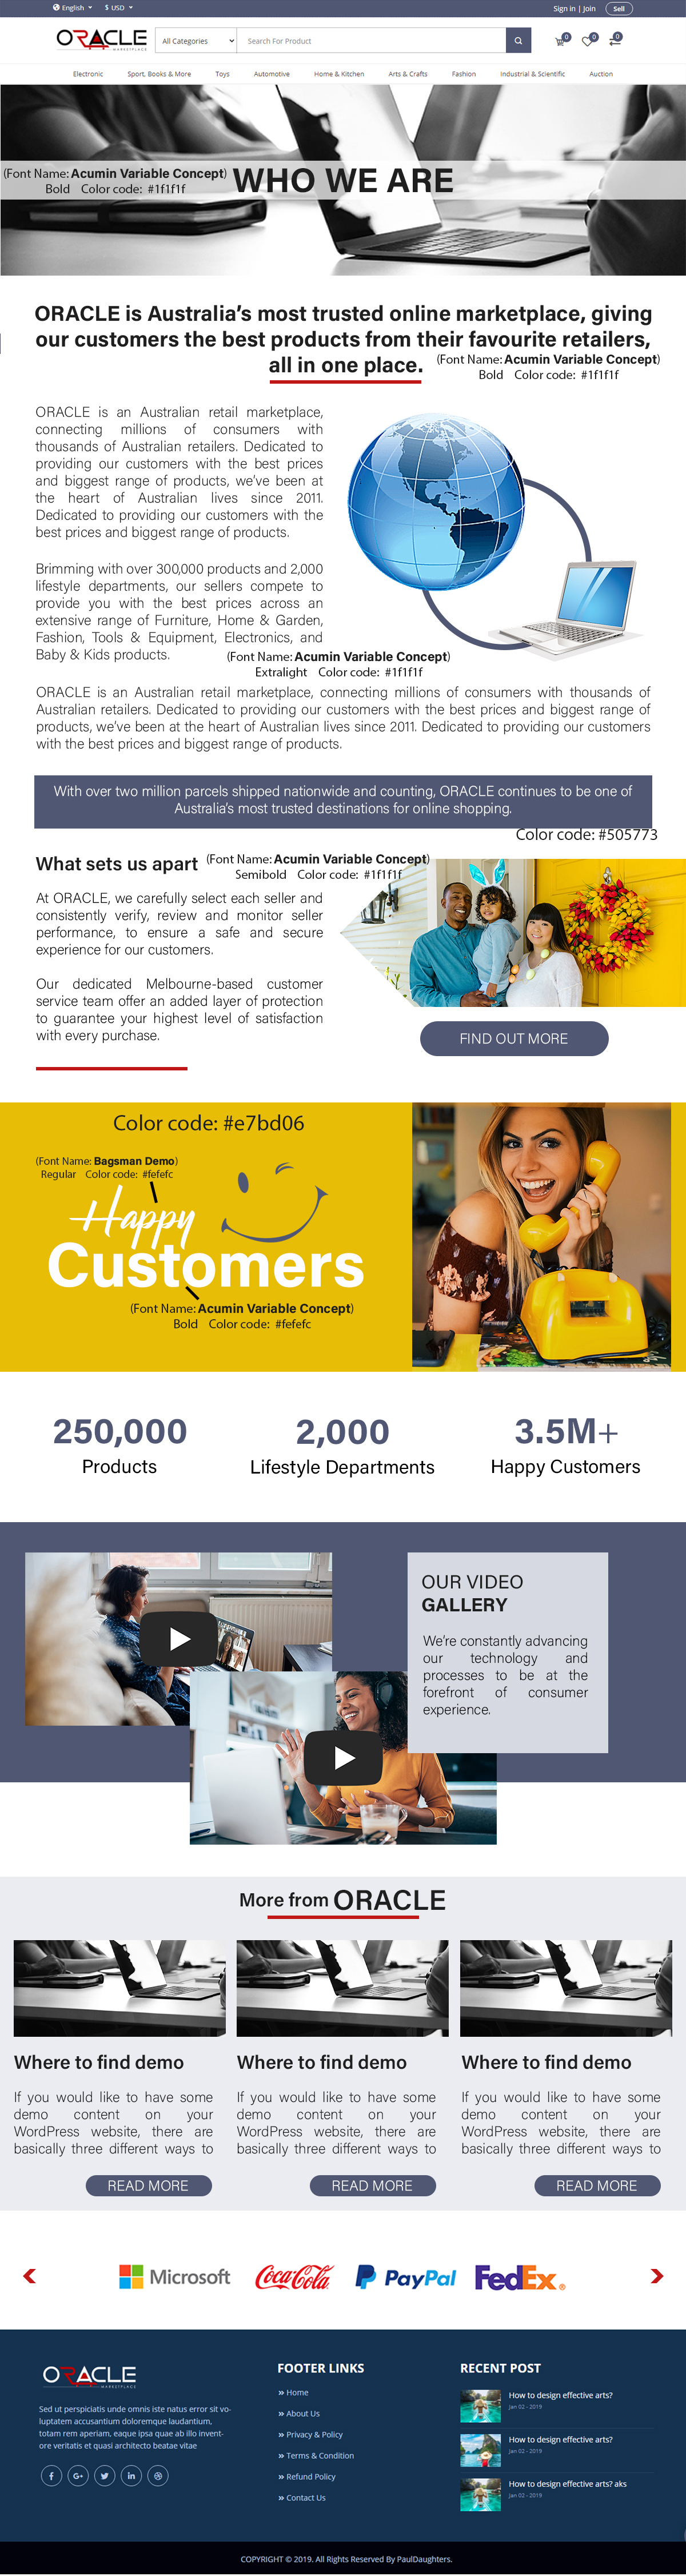 English $ USD Sign in | Join Sell
ORACLE
MARKETPLACE
All Categories Search For Product 0 0 0
Electronic Sport, Books & More Toys Automotive Home & Kitchen Arts & Crafts Fashion Industrial & Scientific Auction
(Font Name: Acumin Variable Concept) WHO WE ARE
Bold Color code: #1f1f1f
ORACLE is Australia's most trusted online marketplace, giving
our customers the best products from their favourite retailers,
all in one place. (Font Name: Acumin Variable Concept)
Bold Color code: #1f1f1f
ORACLE is an Australian retail marketplace,
connecting millions of consumers with
thousands of Australian retailers. Dedicated to
providing our customers with the best prices
and biggest range of products, we've been at
the heart of Australian lives since 2011.
Dedicated to providing our customers with the
best prices and biggest range of products.
Brimming with over 300,000 products and 2,000
lifestyle departments, our sellers compete to
provide you with the best prices across an
extensive range of Furniture, Home & Garden,
Fashion, Tools & Equipment, Electronics, and
Baby & Kids products. (Font Name: Acumin Variable Concept)
Extralight Color code: #1f1f1f
ORACLE is an Australian retail marketplace, connecting millions of consumers with thousands of
Australian retailers. Dedicated to providing our customers with the best prices and biggest range of
products, we've been at the heart of Australian lives since 2011. Dedicated to providing our customers
with the best prices and biggest range of products.
With over two million parcels shipped nationwide and counting, ORACLE continues to be one of
Australia's most trusted destinations for online shopping.
Color code: #505773
What sets us apart (Font Name: Acumin Variable Concept)
Semibold Color code: #1f1f1f
At ORACLE, we carefully select each seller and
consistently verify, review and monitor seller
performance, to ensure a safe and secure
experience for our customers.
Our dedicated Melbourne-based customer
service team offer an added layer of protection
to guarantee your highest level of satisfaction
with every purchase.
FIND OUT MORE
Color code: #e7bd06
(Font Name: Bagsman Demo)
Regular Color code: #fefefc
Happy
Customers
(Font Name: Acumin Variable Concept)
Bold Color code: #fefefc
250,000 2,000 3.5M+
Products Lifestyle Departments Happy Customers
OUR VIDEO
GALLERY
We're constantly advancing
our technology and
processes to be at the
forefront of consumer
experience.
More from ORACLE
Where to find demo Where to find demo Where to find demo
If you would like to have some If you would like to have some If you would like to have some
demo content on your demo content on your demo content on your
WordPress website, there are WordPress website, there are WordPress website, there are
basically three different ways to basically three different ways to basically three different ways to
READ MORE READ MORE READ MORE
Microsoft Coca-Cola PayPal FedEx®
ORACLE
MARKETPLACE
Sed ut perspiciatis unde omnis iste natus error sit vo-
luptatem accusantium doloremque laudantium,
totam rem aperiam, eaque ipsa quae ab illo invent-
ore veritatis et quasi architecto beatae vitae
FOOTER LINKS
» Home
» About Us
» Privacy & Policy
» Terms & Condition
» Refund Policy
» Contact Us
RECENT POST
How to design effective arts?
Jan 02 - 2019
How to design effective arts?
Jan 02 - 2019
How to design effective arts? aks
Jan 02 - 2019
COPYRIGHT © 2019. All Rights Reserved By PaulDaughters.